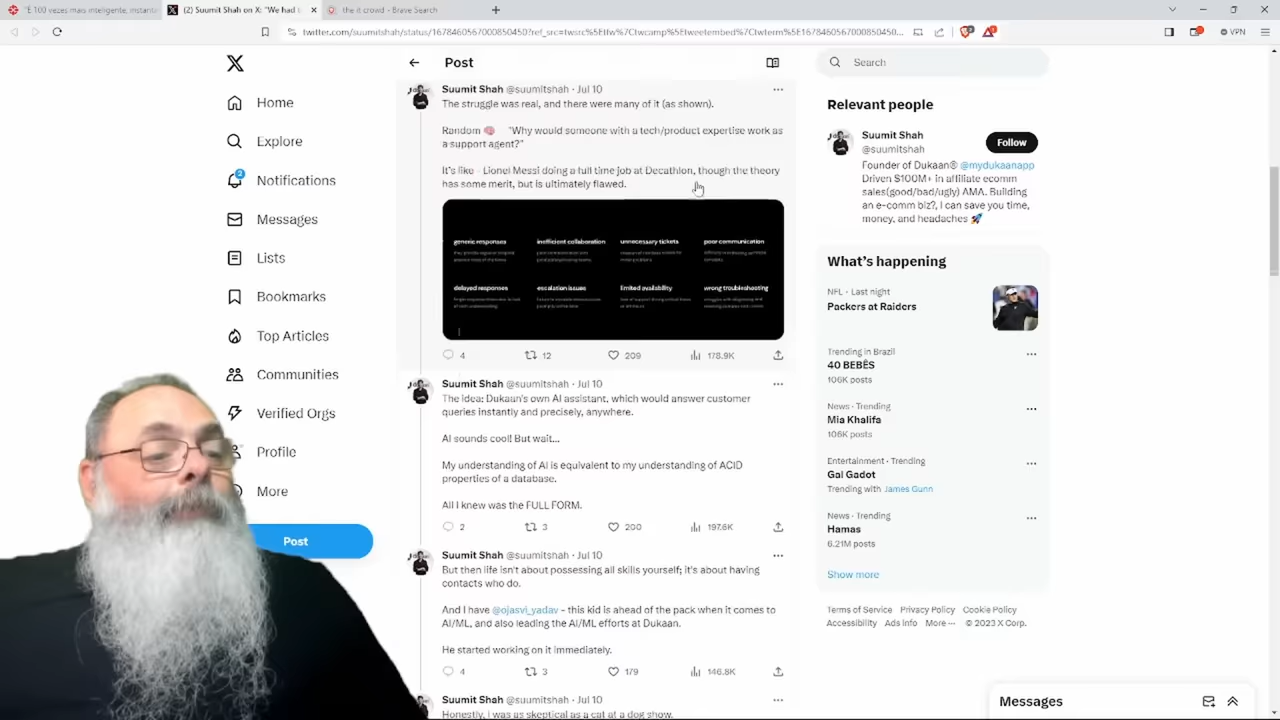 "É 100 vezes mais inteligente, instantâ
(2) Suumit Shah on X: "We had t
the it crowd - Brave Search
twitter.com/suumitshah/status/1678460567000850450?ref_src=twsrc%5Etfw%7Ctwcamp%5Etweetembed%7Ctwterm%5E1678460567000850450...
VPN
Home
Explore
2
Notifications
Messages
Lists
Bookmarks
Top Articles
Communities
Verified Orgs
Profile
More
Post
Post
Suumit Shah @suumitshah · Jul 10
The struggle was real, and there were many of it (as shown).
Random 🧠 "Why would someone with a tech/product expertise work as
a support agent?"
It's like - Lionel Messi doing a full time job at Decathlon, though the theory
has some merit, but is ultimately flawed.
generic responses inefficient collaboration unnecessary tickets poor communication
delayed responses escalation issues limited availability wrong troubleshooting
4 12 209 178.9K
Suumit Shah @suumitshah · Jul 10
The Idea: Dukaan's own AI assistant, which would answer customer
queries instantly and precisely, anywhere.
AI sounds cool! But wait...
My understanding of AI is equivalent to my understanding of ACID
properties of a database.
All I knew was the FULL FORM.
2 3 200 197.6K
Suumit Shah @suumitshah · Jul 10
But then life isn't about possessing all skills yourself; it's about having
contacts who do.
And I have @ojasvi_yadav - this kid is ahead of the pack when it comes to
AI/ML, and also leading the AI/ML efforts at Dukaan.
He started working on it immediately.
4 3 179 146.8K
Suumit Shah @suumitshah · Jul 10
Honestly, i was as skeptical as a cat at a dog show.
Search
Relevant people
Suumit Shah
@suumitshah
Follow
Founder of Dukaan® @mydukaanapp
Driven $100M+ in affiliate ecomm
sales(good/bad/ugly) AMA. Building
an e-comm biz?, I can save you time,
money, and headaches 🚀
What's happening
NFL · Last night
Packers at Raiders
Trending in Brazil
40 BEBÊS
106K posts
News · Trending
Mia Khalifa
106K posts
Entertainment · Trending
Gal Gadot
Trending with James Gunn
News · Trending
Hamas
6.21M posts
Show more
Terms of Service Privacy Policy Cookie Policy
Accessibility Ads info More ··· © 2023 X Corp.
Messages